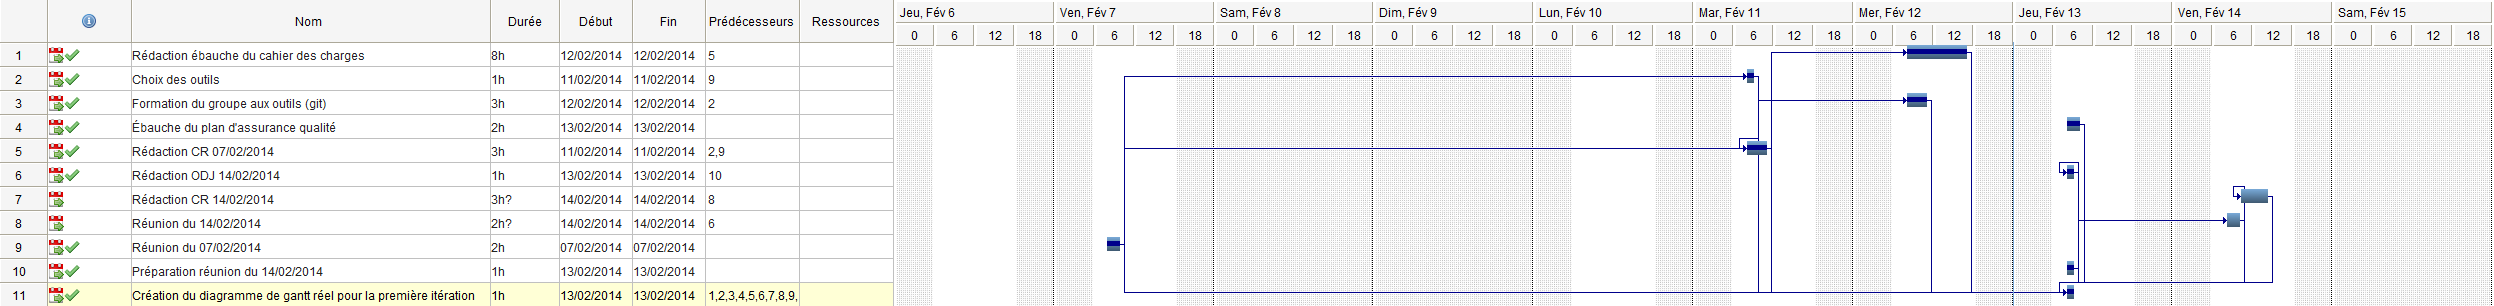 Nom Durée Début Fin Prédécesseurs Ressources
Jeu, Fév 6 Ven, Fév 7 Sam, Fév 8 Dim, Fév 9 Lun, Fév 10 Mar, Fév 11 Mer, Fév 12 Jeu, Fév 13 Ven, Fév 14 Sam, Fév 15
0 6 12 18 0 6 12 18 0 6 12 18 0 6 12 18 0 6 12 18 0 6 12 18 0 6 12 18 0 6 12 18 0 6 12 18 0 6 12 18
1 Rédaction ébauche du cahier des charges 8h 12/02/2014 12/02/2014 5
2 Choix des outils 1h 11/02/2014 11/02/2014 9
3 Formation du groupe aux outils (git) 3h 12/02/2014 12/02/2014 2
4 Ébauche du plan d'assurance qualité 2h 13/02/2014 13/02/2014
5 Rédaction CR 07/02/2014 3h 11/02/2014 11/02/2014 2,9
6 Rédaction ODJ 14/02/2014 1h 13/02/2014 13/02/2014 10
7 Rédaction CR 14/02/2014 3h? 14/02/2014 14/02/2014 8
8 Réunion du 14/02/2014 2h? 14/02/2014 14/02/2014 6
9 Réunion du 07/02/2014 2h 07/02/2014 07/02/2014
10 Préparation réunion du 14/02/2014 1h 13/02/2014 13/02/2014
11 Création du diagramme de gantt réel pour la première itération 1h 13/02/2014 13/02/2014 1,2,3,4,5,6,7,8,9,